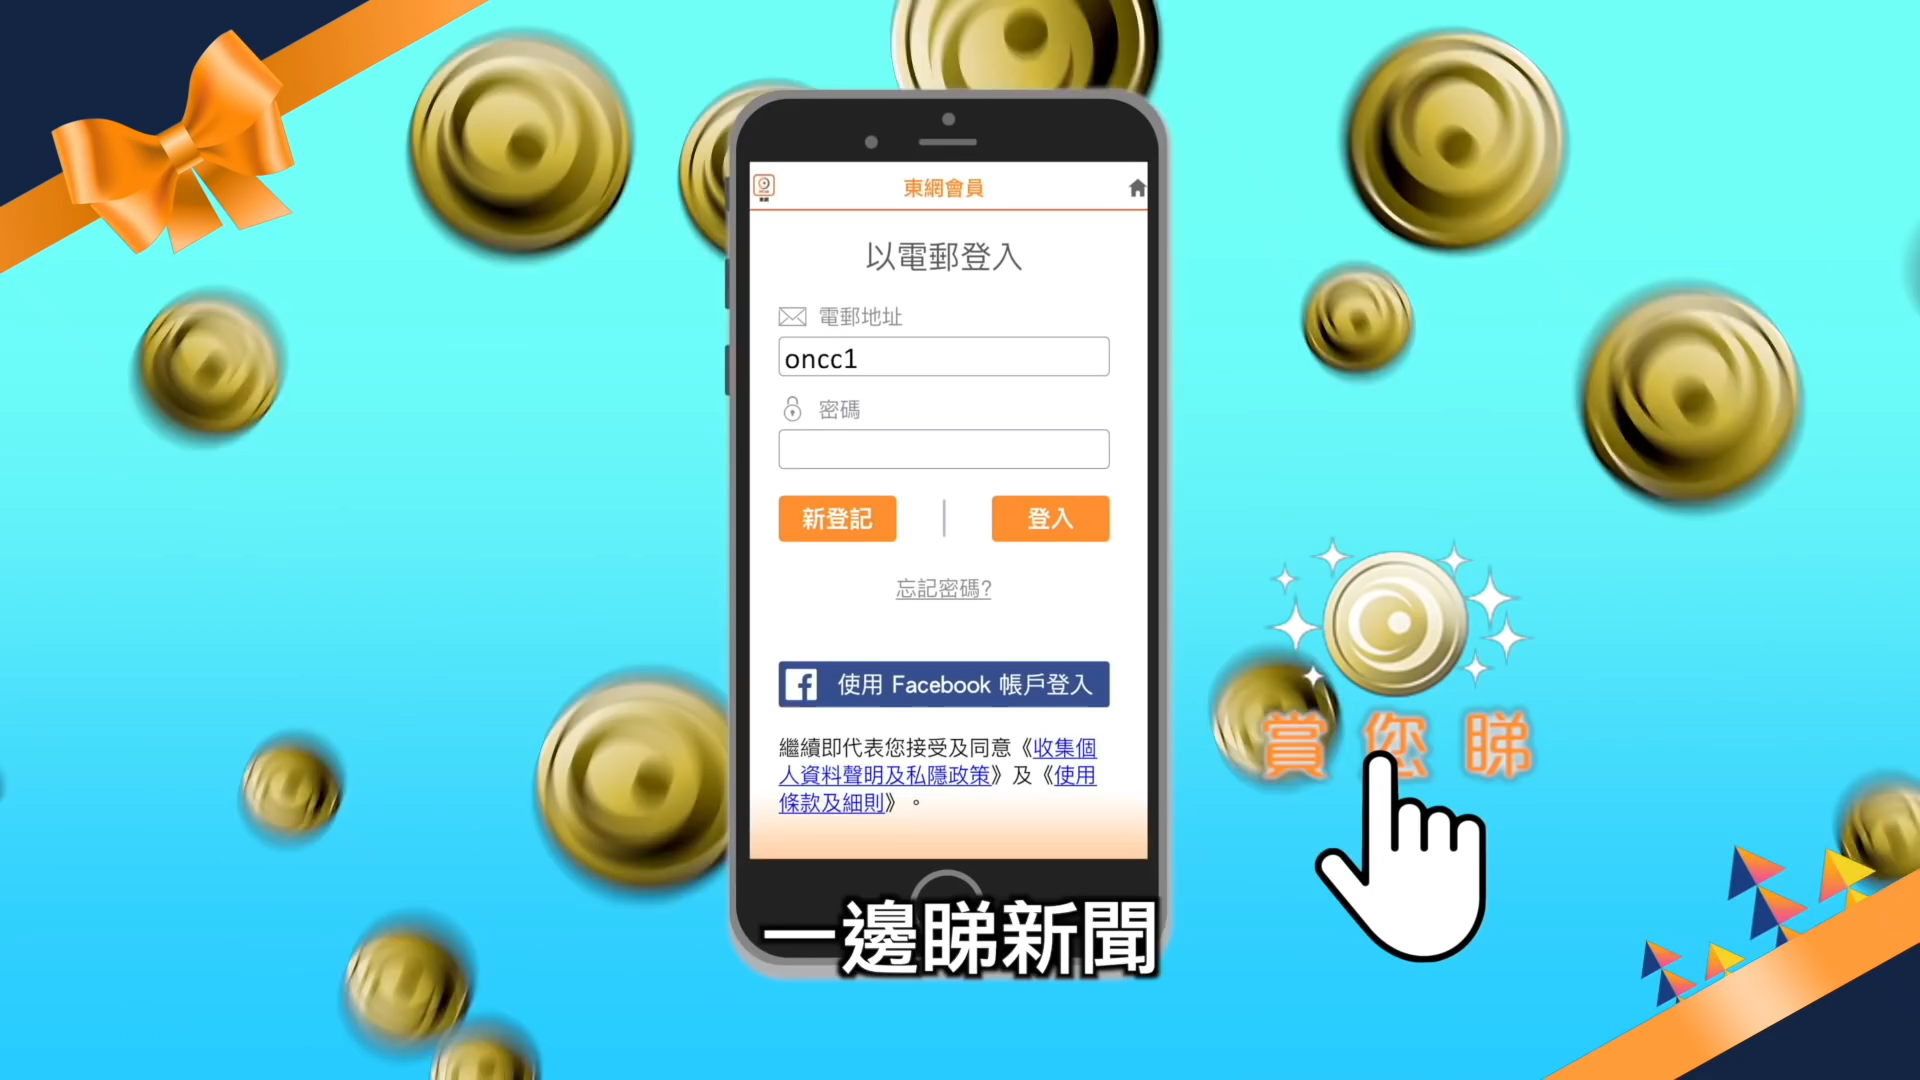 東網會員
以電郵登入
電郵地址
oncc1
密碼
新登記
登入
忘記密碼?
使用 Facebook 帳戶登入
繼續即代表您接受及同意《收集個
人資料聲明及私隱政策》及《使用
條款及細則》。
賞您睇
一邊睇新聞